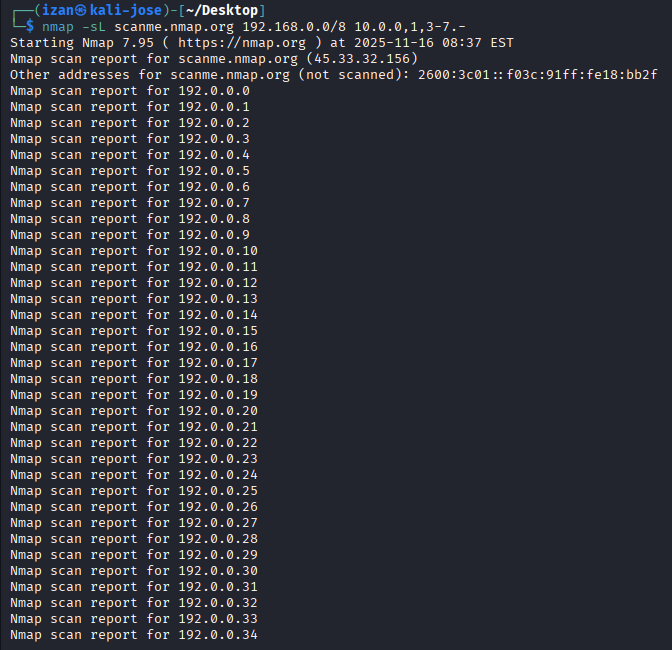 ┌──(izan㉿kali-jose)-[~/Desktop]
└─$ nmap -sL scanme.nmap.org 192.168.0.0/8 10.0.0,1,3-7.-
Starting Nmap 7.95 ( https://nmap.org ) at 2025-11-16 08:37 EST
Nmap scan report for scanme.nmap.org (45.33.32.156)
Other addresses for scanme.nmap.org (not scanned): 2600:3c01::f03c:91ff:fe18:bb2f
Nmap scan report for 192.0.0.0
Nmap scan report for 192.0.0.1
Nmap scan report for 192.0.0.2
Nmap scan report for 192.0.0.3
Nmap scan report for 192.0.0.4
Nmap scan report for 192.0.0.5
Nmap scan report for 192.0.0.6
Nmap scan report for 192.0.0.7
Nmap scan report for 192.0.0.8
Nmap scan report for 192.0.0.9
Nmap scan report for 192.0.0.10
Nmap scan report for 192.0.0.11
Nmap scan report for 192.0.0.12
Nmap scan report for 192.0.0.13
Nmap scan report for 192.0.0.14
Nmap scan report for 192.0.0.15
Nmap scan report for 192.0.0.16
Nmap scan report for 192.0.0.17
Nmap scan report for 192.0.0.18
Nmap scan report for 192.0.0.19
Nmap scan report for 192.0.0.20
Nmap scan report for 192.0.0.21
Nmap scan report for 192.0.0.22
Nmap scan report for 192.0.0.23
Nmap scan report for 192.0.0.24
Nmap scan report for 192.0.0.25
Nmap scan report for 192.0.0.26
Nmap scan report for 192.0.0.27
Nmap scan report for 192.0.0.28
Nmap scan report for 192.0.0.29
Nmap scan report for 192.0.0.30
Nmap scan report for 192.0.0.31
Nmap scan report for 192.0.0.32
Nmap scan report for 192.0.0.33
Nmap scan report for 192.0.0.34